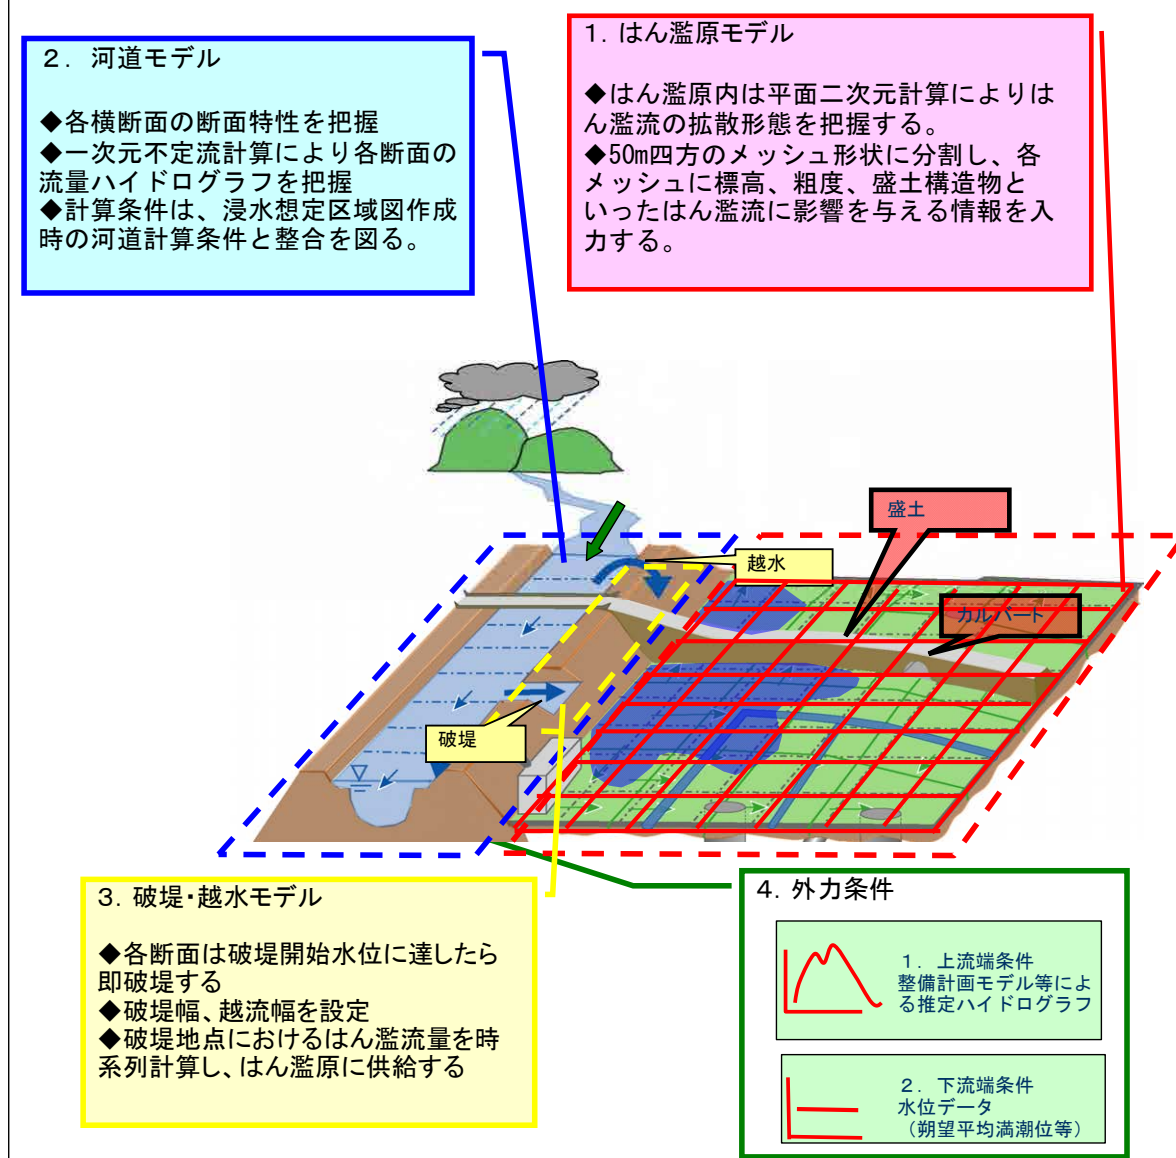 2. 河道モデル
◆各横断面の断面特性を把握
◆一次元不定流計算により各断面の
流量ハイドログラフを把握
◆計算条件は、浸水想定区域図作成
時の河道計算条件と整合を図る。
1. はん濫原モデル
◆はん濫原内は平面二次元計算によりは
ん濫流の拡散形態を把握する。
◆50m四方のメッシュ形状に分割し、各
メッシュに標高、粗度、盛土構造物と
いったはん濫流に影響を与える情報を入
力する。
盛土
越水
カルバート
破堤
3. 破堤・越水モデル
◆各断面は破堤開始水位に達したら
即破堤する
◆破堤幅、越流幅を設定
◆破堤地点におけるはん濫流量を時
系列計算し、はん濫原に供給する
4. 外力条件
1. 上流端条件
整備計画モデル等によ
る推定ハイドログラフ
2. 下流端条件
水位データ
(朔望平均満潮位等)